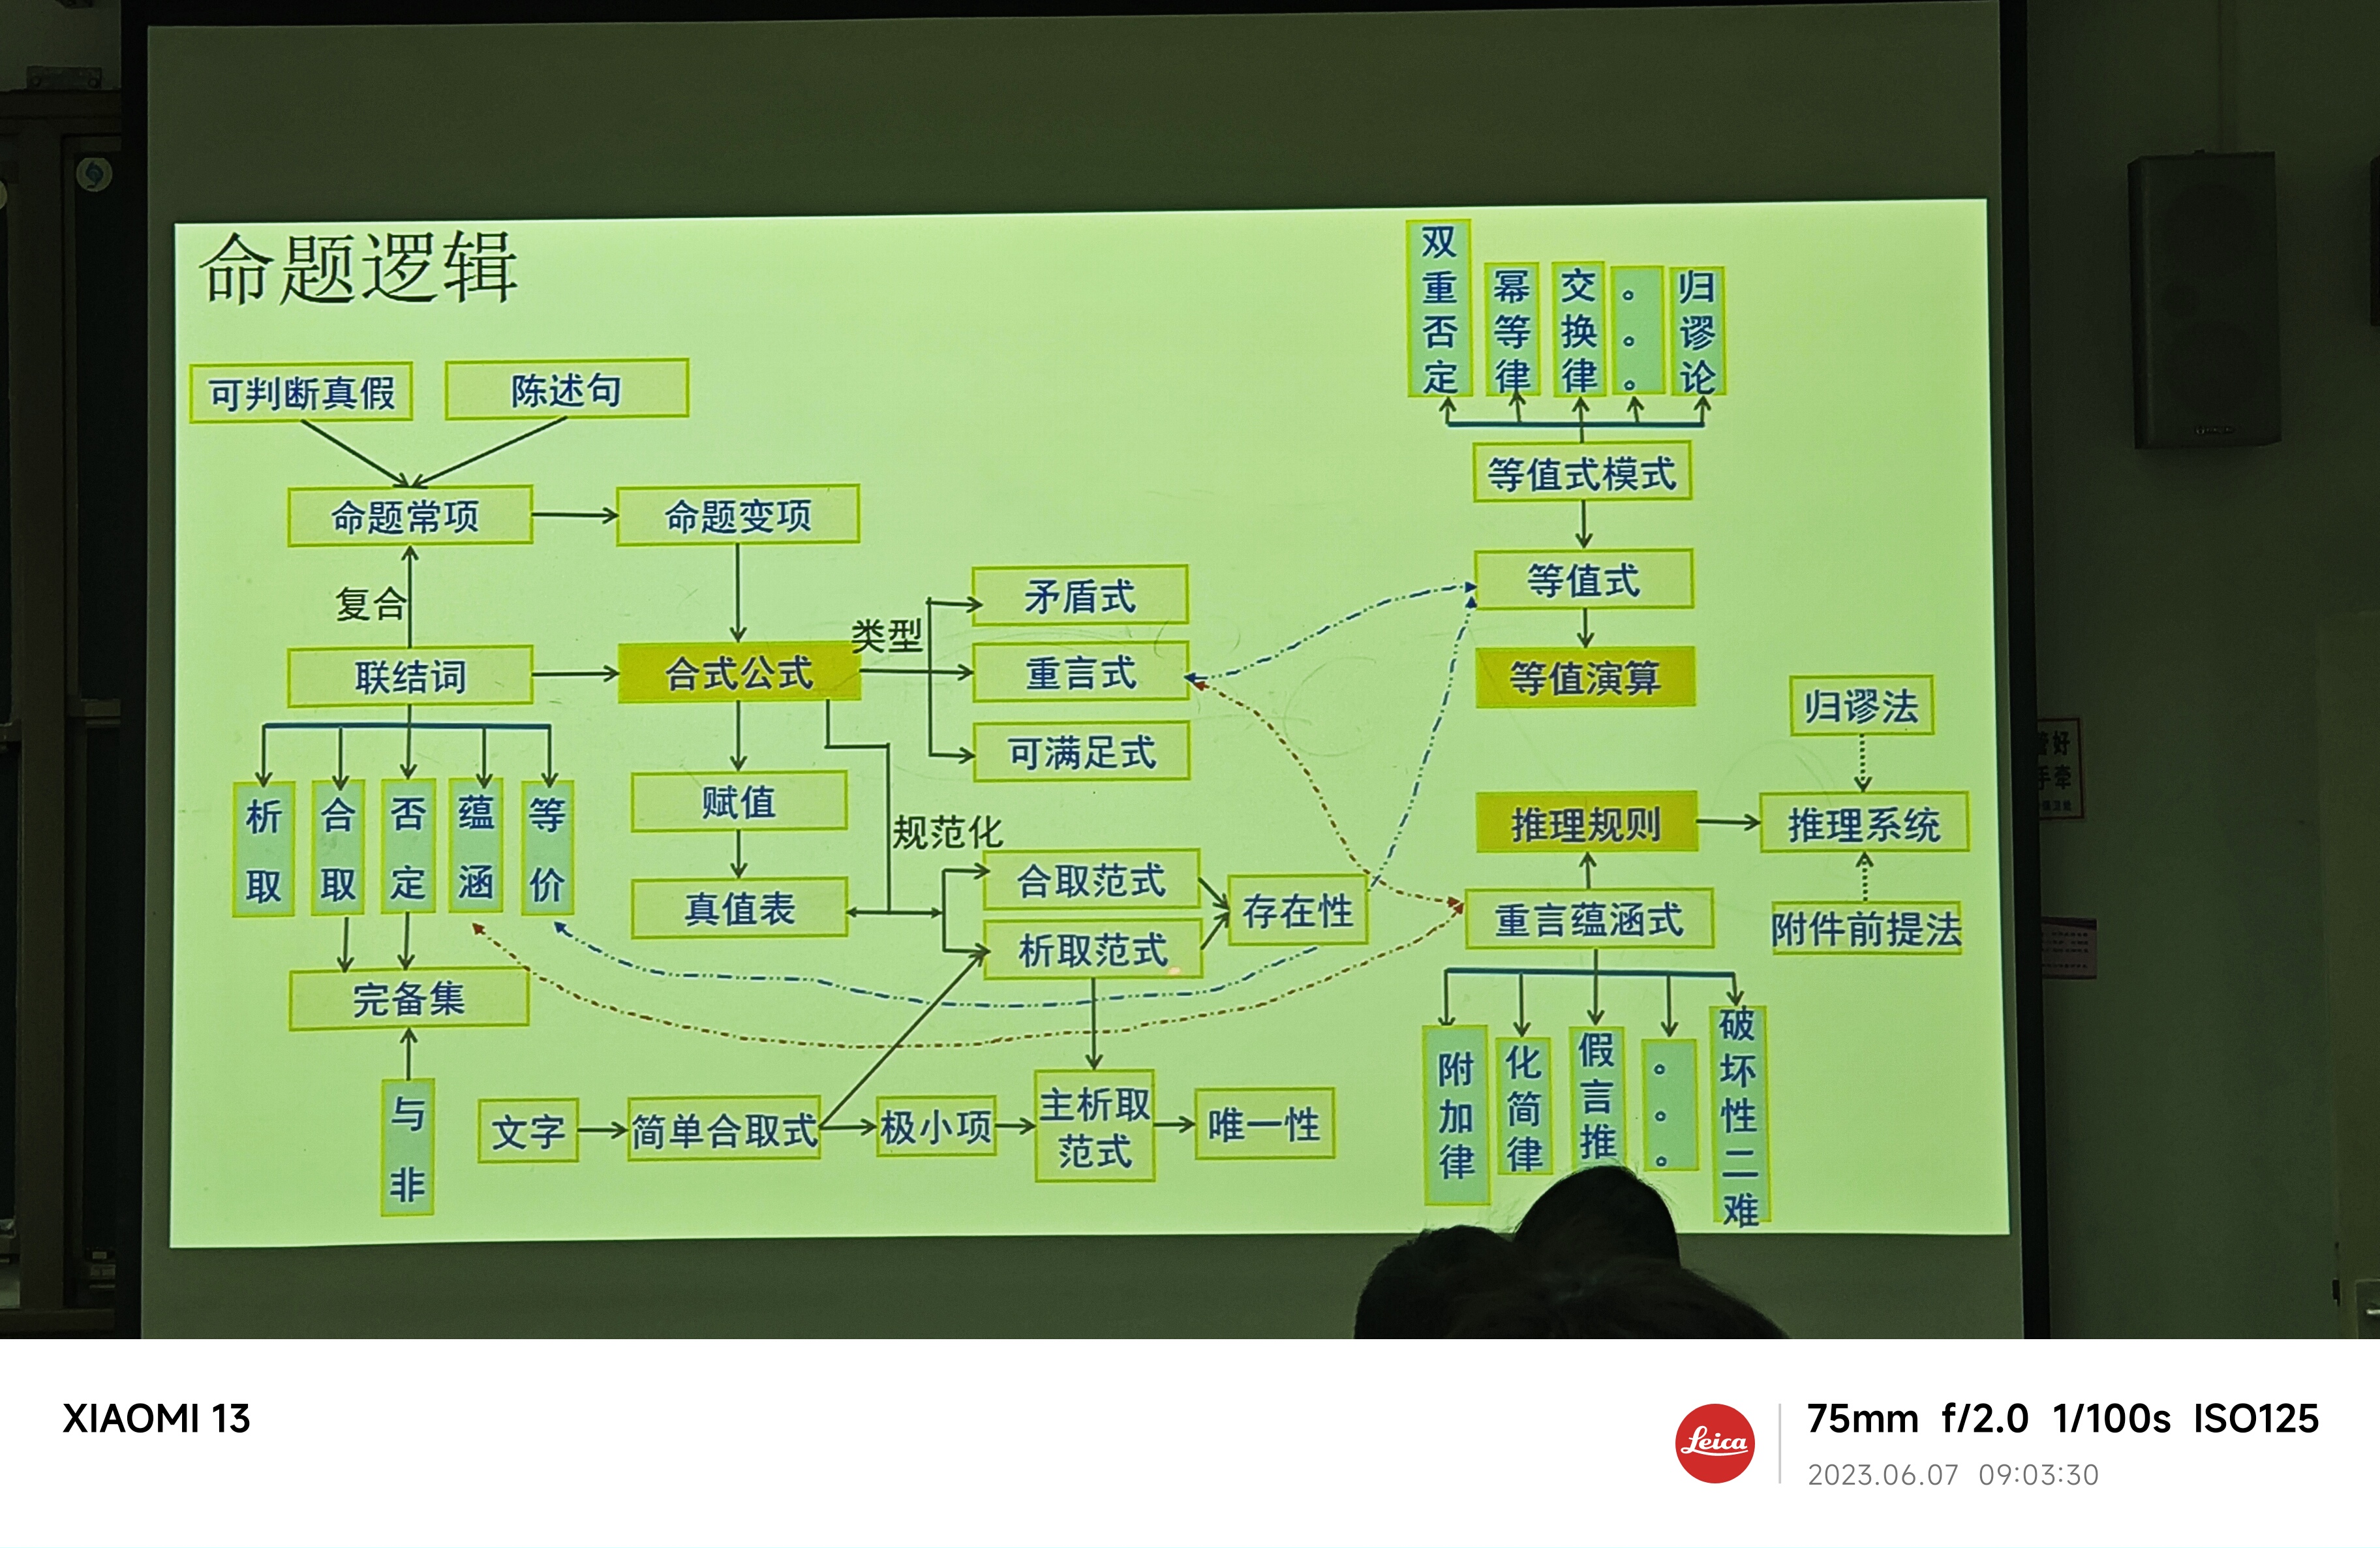 命题逻辑
可判断真假
陈述句
命题常项
命题变项
复合
联结词
合式公式
类型
矛盾式
重言式
可满足式
析取
合取
否定
蕴涵
等价
赋值
真值表
规范化
合取范式
析取范式
存在性
完备集
与非
文字
简单合取式
极小项
主析取
范式
唯一性
双重否定
幂等律
交换律
。。。
归谬论
等值式模式
等值式
等值演算
归谬法
推理规则
推理系统
重言蕴涵式
附件前提法
附加律
化简律
假言推
。。。
破坏性二难
XIAOMI 13
Leica
75mm f/2.0 1/100s ISO125
2023.06.07 09:03:30